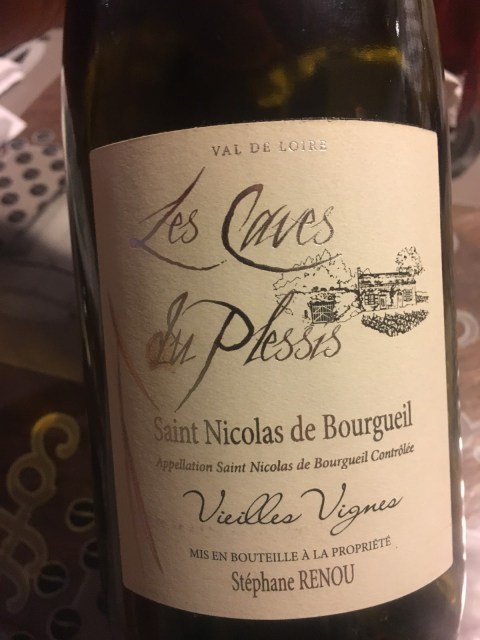 VAL DE LOIRE
Les Caves
du Plessis
Saint Nicolas de Bourgueil
Appellation Saint Nicolas de Bourgueil Contrôlée
Vieilles Vignes
MIS EN BOUTEILLE À LA PROPRIÉTÉ
Stéphane RENOU